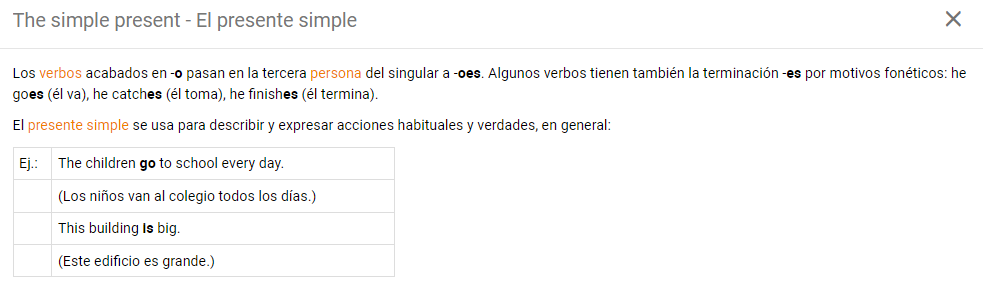 The simple present - El presente simple
Los verbos acabados en -o pasan en la tercera persona del singular a -oes. Algunos verbos tienen también la terminación -es por motivos fonéticos: he
goes (él va), he catches (él toma), he finishes (él termina).
El presente simple se usa para describir y expresar acciones habituales y verdades, en general:
Ej.: The children go to school every day.
(Los niños van al colegio todos los días.)
This building is big.
(Este edificio es grande.)